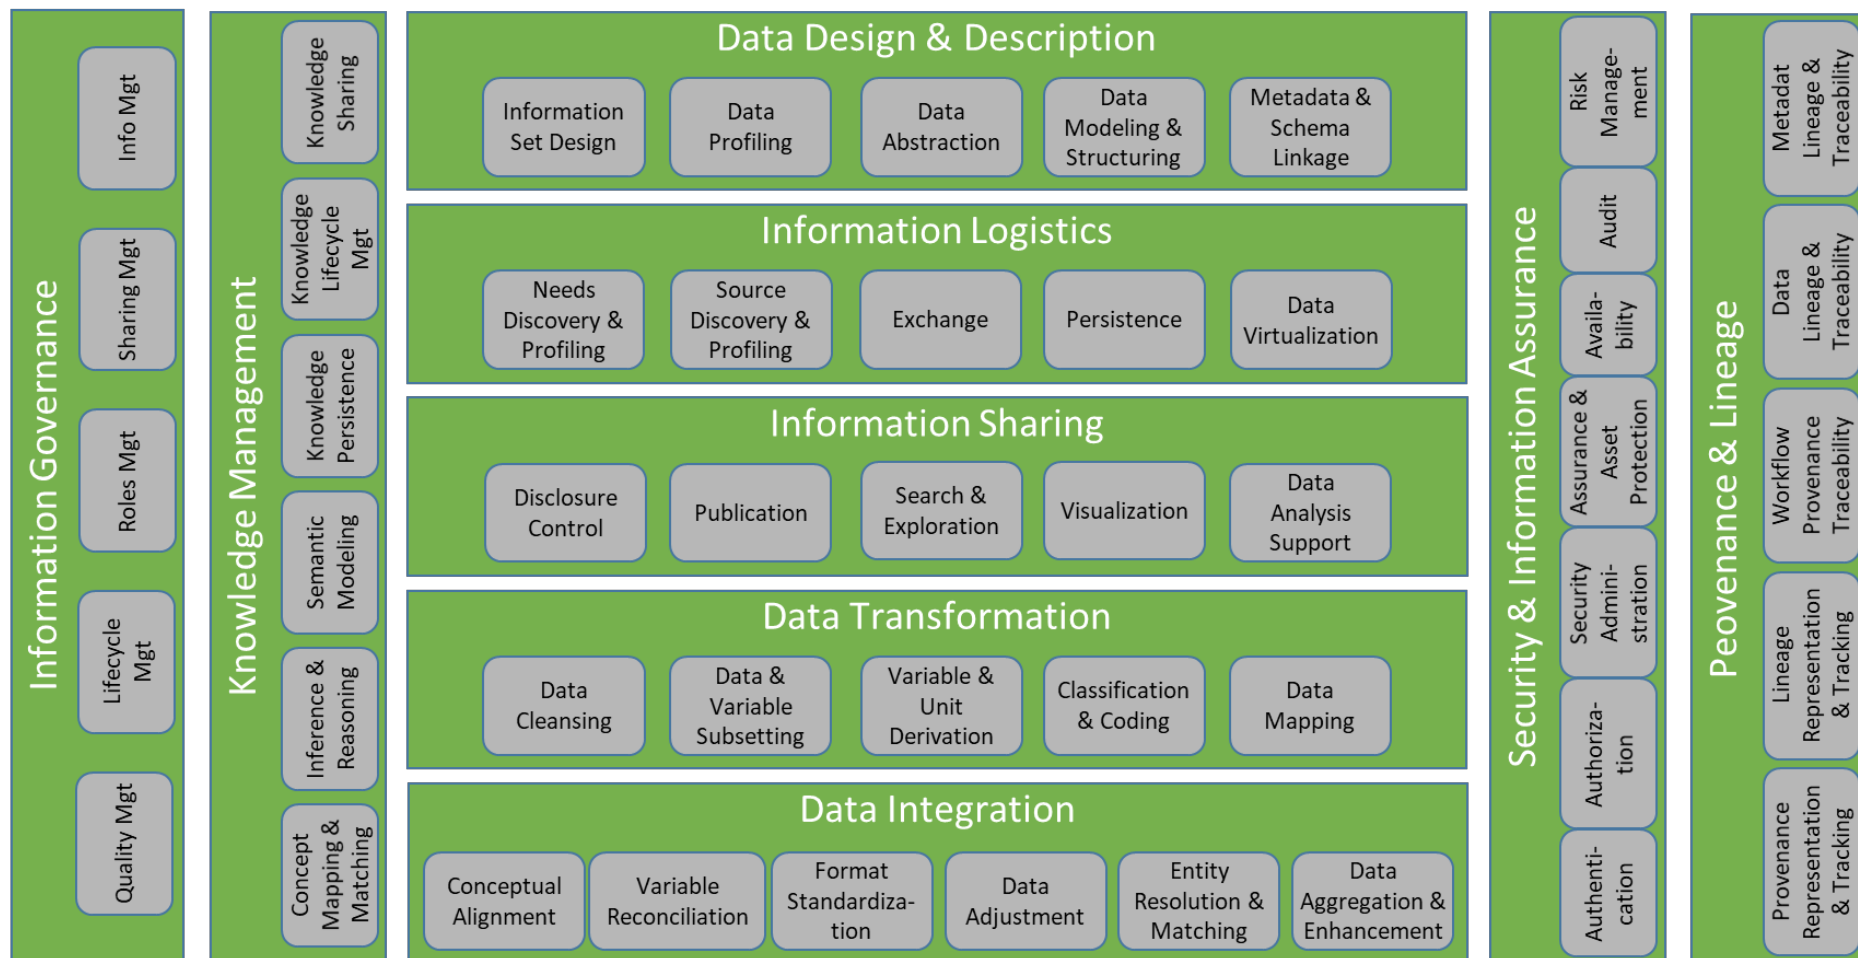 Information Governance
Info Mgt
Sharing Mgt
Roles Mgt
Lifecycle
Mgt
Quality Mgt
Knowledge Management
Knowledge
Sharing
Knowledge
Lifecycle
Mgt
Knowledge
Persistence
Semantic
Modeling
Inference &
Reasoning
Concept
Mapping &
Matching
Data Design & Description
Information
Set Design
Data
Profiling
Data
Abstraction
Data
Modeling &
Structuring
Metadata &
Schema
Linkage
Information Logistics
Needs
Discovery &
Profiling
Source
Discovery &
Profiling
Exchange
Persistence
Data
Virtualization
Information Sharing
Disclosure
Control
Publication
Search &
Exploration
Visualization
Data
Analysis
Support
Data Transformation
Data
Cleansing
Data &
Variable
Subsetting
Variable &
Unit
Derivation
Classification
& Coding
Data
Mapping
Data Integration
Conceptual
Alignment
Variable
Reconciliation
Format
Standardiza-
tion
Data
Adjustment
Entity
Resolution &
Matching
Data
Aggregation &
Enhancement
Security & Information Assurance
Risk
Manage-
ment
Audit
Availa-
bility
Assurance &
Asset
Protection
Security
Admini-
stration
Authoriza-
tion
Authenti-
cation
Peovenance & Lineage
Metadat
Lineage &
Traceability
Data
Lineage &
Traceability
Workflow
Provenance
Traceability
Lineage
Representation
& Tracking
Provenance
Representation
& Tracking